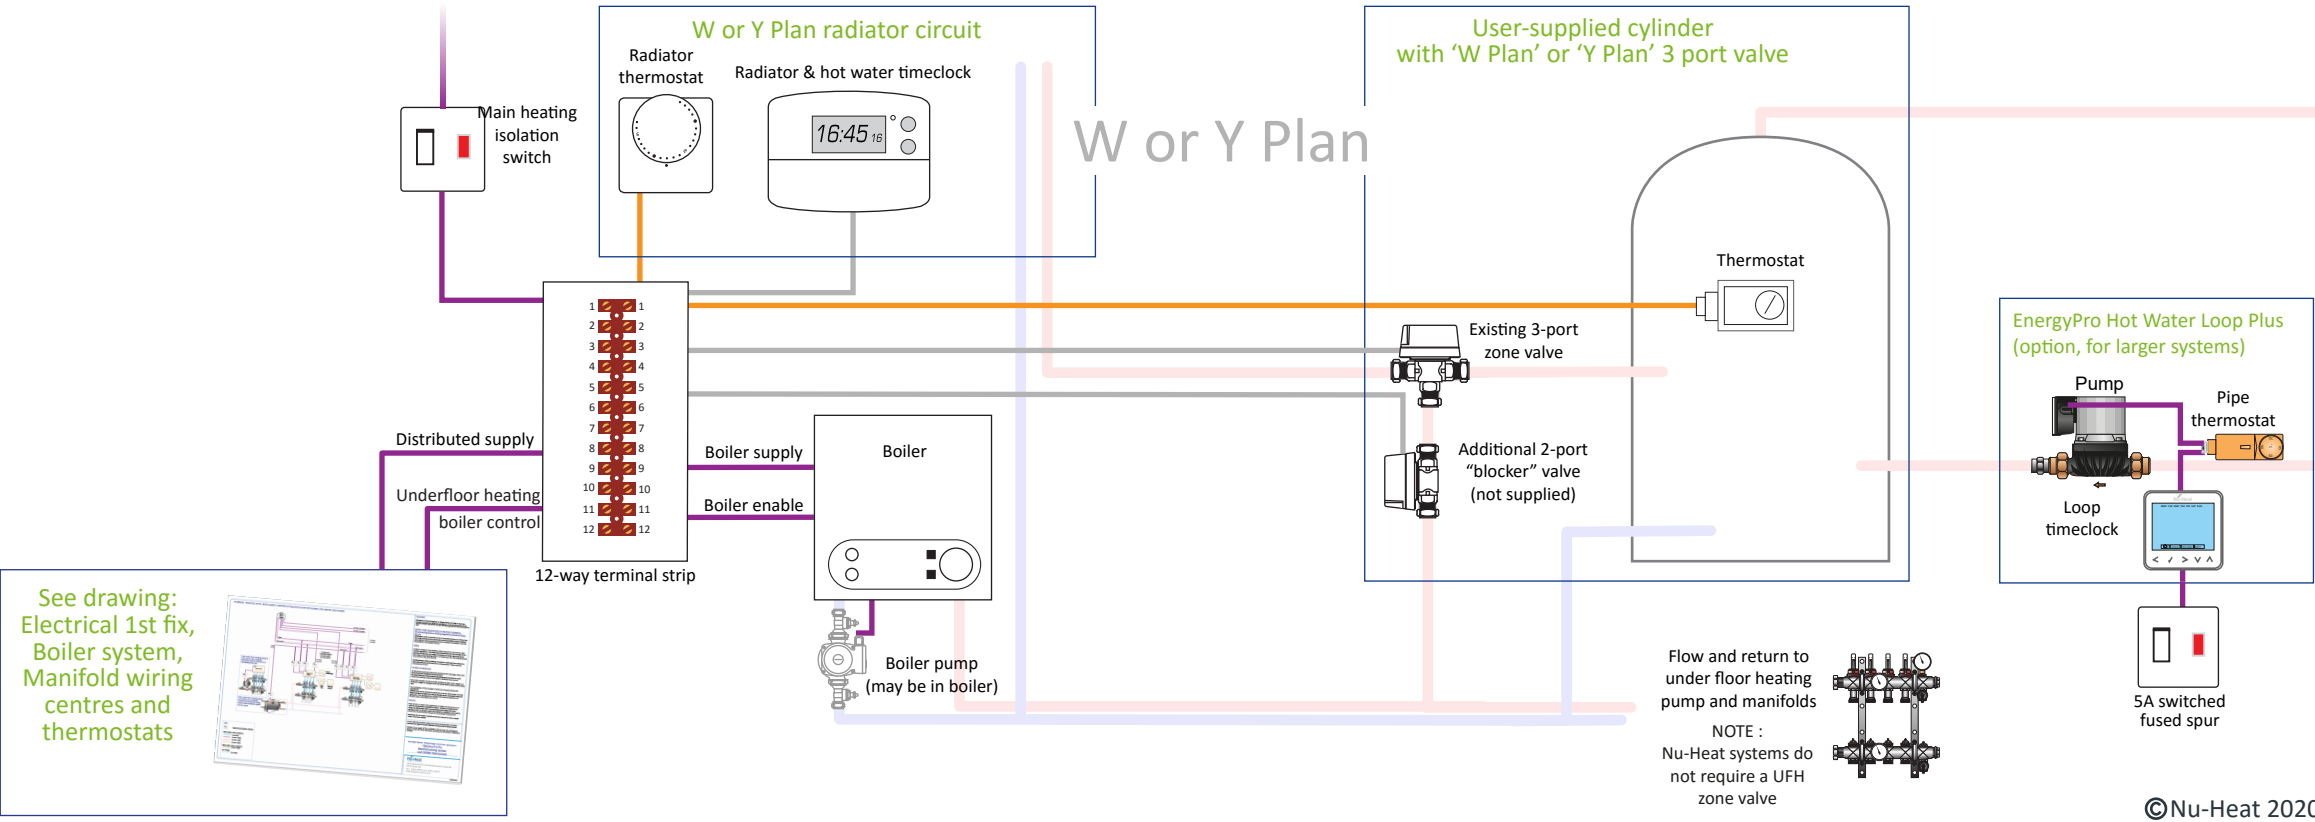 W or Y Plan radiator circuit
Radiator
thermostat
Radiator & hot water timeclock
16:45 16
Main heating
isolation
switch
W or Y Plan
User-supplied cylinder
with ‘W Plan’ or ‘Y Plan’ 3 port valve
Thermostat
Existing 3-port
zone valve
Additional 2-port
“blocker” valve
(not supplied)
EnergyPro Hot Water Loop Plus
(option, for larger systems)
Pump
Pipe
thermostat
Loop
timeclock
5A switched
fused spur
1 1
2 2
3 3
4 4
5 5
6 6
7 7
8 8
9 9
10 10
11 11
12 12
12-way terminal strip
Distributed supply
Underfloor heating
boiler control
Boiler supply
Boiler enable
Boiler
Boiler pump
(may be in boiler)
See drawing:
Electrical 1st fix,
Boiler system,
Manifold wiring
centres and
thermostats
Flow and return to
under floor heating
pump and manifolds
NOTE :
Nu-Heat systems do
not require a UFH
zone valve
©Nu-Heat 2020